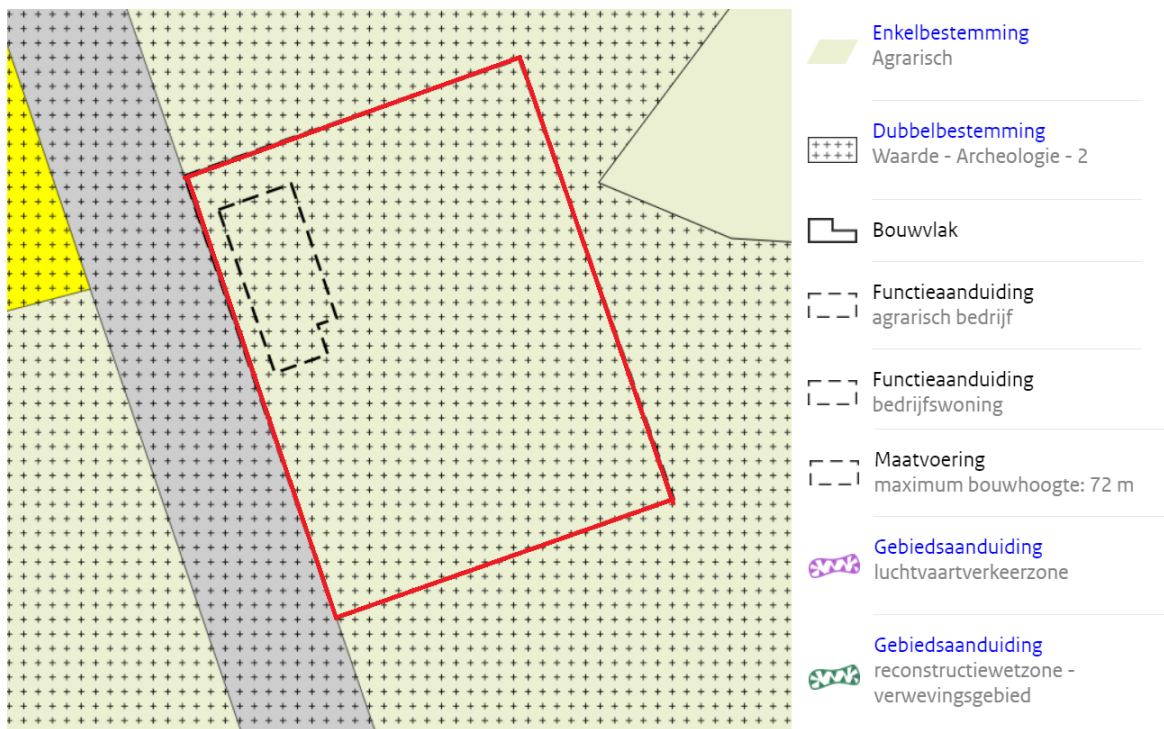 Enkelbestemming
Agrarisch
Dubbelbestemming
Waarde - Archeologie - 2
Bouwvlak
Functieaanduiding
agrarisch bedrijf
Functieaanduiding
bedrijfswoning
Maatvoering
maximum bouwhoogte: 72 m
Gebiedsaanduiding
luchtvaartverkeerzone
Gebiedsaanduiding
reconstructiewetzone -
verwevingsgebied